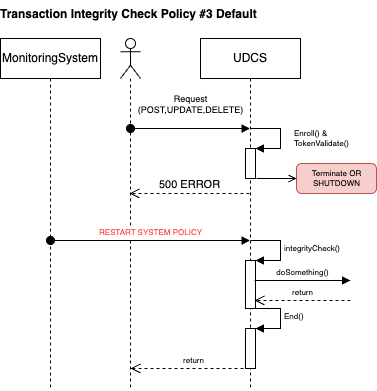 Transaction Integrity Check Policy #3 Default
MonitoringSystem
UDCS
Request
(POST,UPDATE,DELETE)
Enroll() &
TokenValidate()
Terminate OR
SHUTDOWN
500 ERROR
RESTART SYSTEM POLICY
integrityCheck()
doSomething()
return
End()
return